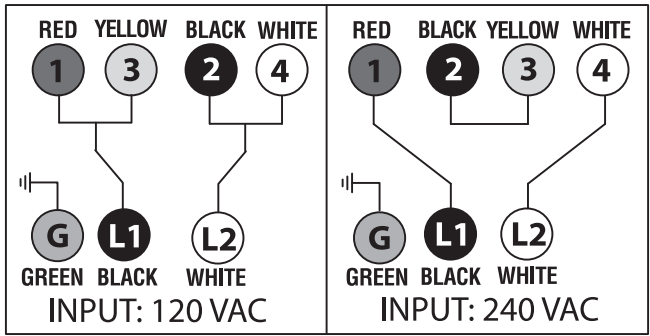 RED YELLOW BLACK WHITE
1 3 2 4
G L1 L2
GREEN BLACK WHITE
INPUT: 120 VAC
RED BLACK YELLOW WHITE
1 2 3 4
G L1 L2
GREEN BLACK WHITE
INPUT: 240 VAC